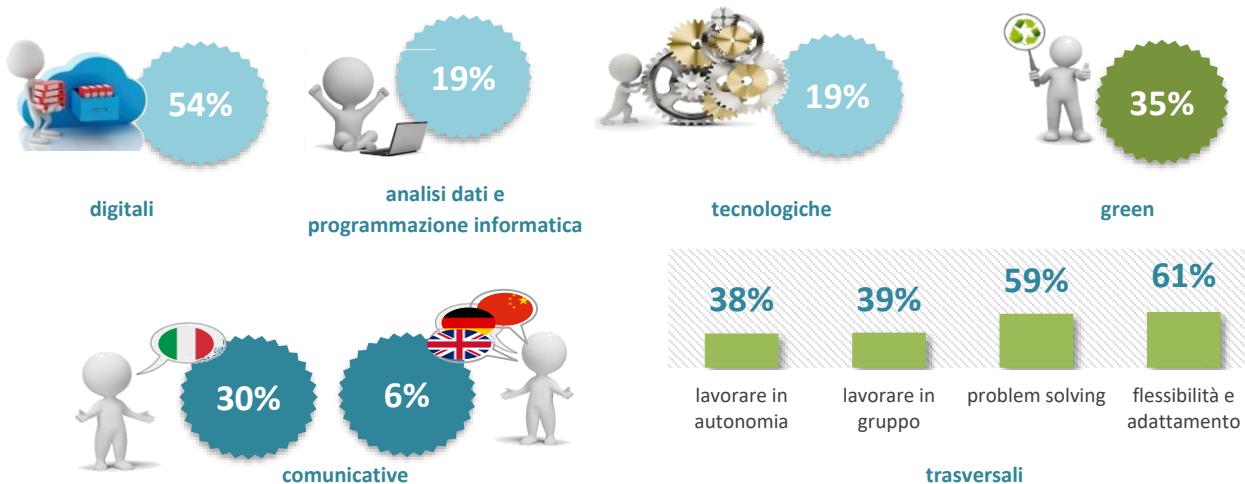 54%
digitali
19%
analisi dati e
programmazione informatica
19%
tecnologiche
35%
green
30%
6%
comunicative
38%
39%
59%
61%
lavorare in
autonomia
lavorare in
gruppo
problem solving
flessibilità e
adattamento
trasversali